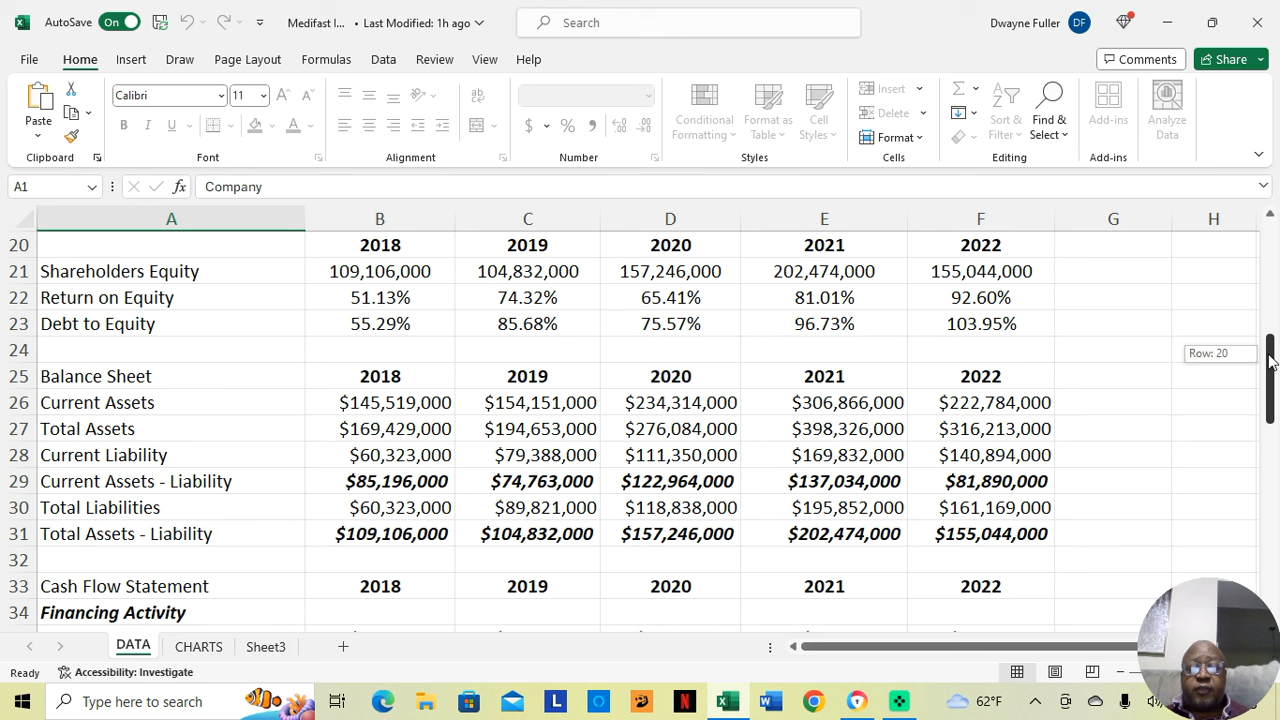 AutoSave On Medifast I... • Last Modified: 1h ago Search Dwayne Fuller DF
File Home Insert Draw Page Layout Formulas Data Review View Help Comments Share
Paste Calibri 11 Conditional Formatting Format as Table Cell Styles Insert Delete Format Sort & Filter Find & Select Add-ins Analyze Data
Clipboard Font Alignment Number Styles Cells Editing Add-ins
A1 fx Company
A B C D E F G H
20 2018 2019 2020 2021 2022
21 Shareholders Equity 109,106,000 104,832,000 157,246,000 202,474,000 155,044,000
22 Return on Equity 51.13% 74.32% 65.41% 81.01% 92.60%
23 Debt to Equity 55.29% 85.68% 75.57% 96.73% 103.95%
24 Row: 20
25 Balance Sheet 2018 2019 2020 2021 2022
26 Current Assets $145,519,000 $154,151,000 $234,314,000 $306,866,000 $222,784,000
27 Total Assets $169,429,000 $194,653,000 $276,084,000 $398,326,000 $316,213,000
28 Current Liability $60,323,000 $79,388,000 $111,350,000 $169,832,000 $140,894,000
29 Current Assets - Liability $85,196,000 $74,763,000 $122,964,000 $137,034,000 $81,890,000
30 Total Liabilities $60,323,000 $89,821,000 $118,838,000 $195,852,000 $161,169,000
31 Total Assets - Liability $109,106,000 $104,832,000 $157,246,000 $202,474,000 $155,044,000
32
33 Cash Flow Statement 2018 2019 2020 2021 2022
34 Financing Activity
DATA CHARTS Sheet3
Ready Accessibility: Investigate
Type here to search 62°F